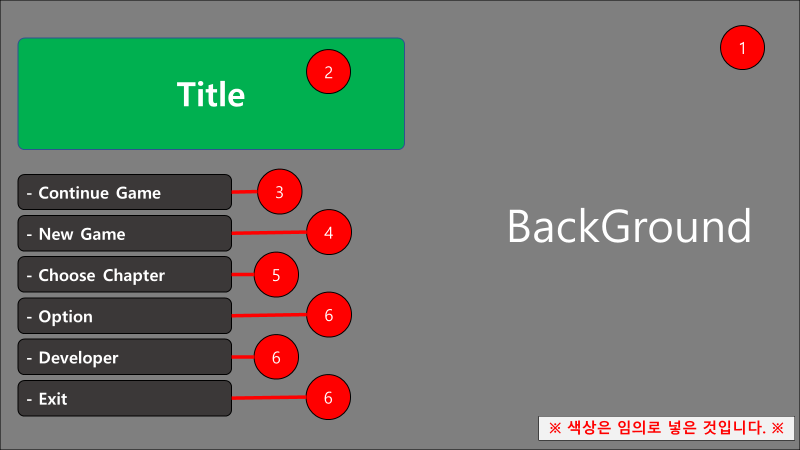 1
2
Title
- Continue Game
3
- New Game
4
BackGround
- Choose Chapter
5
- Option
6
- Developer
6
- Exit
6
※ 색상은 임의로 넣은 것입니다. ※